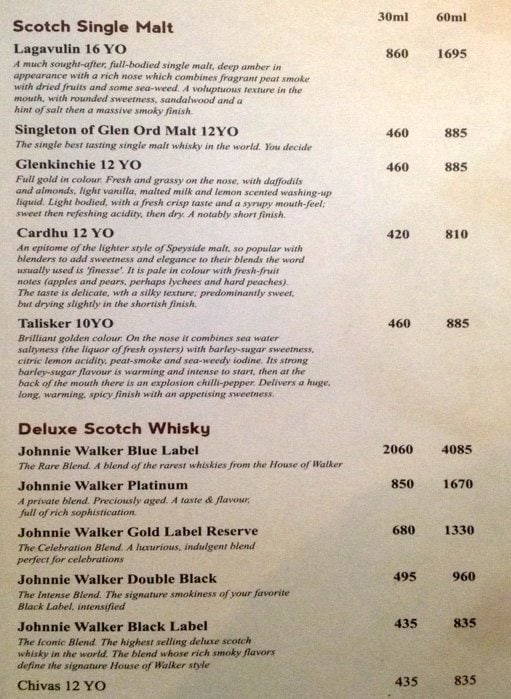 30ml 60ml
Scotch Single Malt
Lagavulin 16 YO 860 1695
A much sought-after, full-bodied single malt, deep amber in
appearance with a rich nose which combines fragrant peat smoke
with dried fruits and some sea-weed. A voluptuous texture in the
mouth, with rounded sweetness, sandalwood and a
hint of salt then a massive smoky finish.
Singleton of Glen Ord Malt 12YO 460 885
The single best tasting single malt whisky in the world. You decide
Glenkinchie 12 YO 460 885
Full gold in colour. Fresh and grassy on the nose, with daffodils
and almonds, light vanilla, malted milk and lemon scented washing-up
liquid. Light bodied, with a fresh crisp taste and a syrupy mouth-feel;
sweet then refeshing acidity, then dry. A notably short finish.
Cardhu 12 YO 420 810
An epitome of the lighter style of Speyside malt, so popular with
blenders to add sweetness and elegance to their blends the word
usually used is 'finesse'. It is pale in colour with fresh-fruit
notes (apples and pears, perhaps lychees and hard peaches).
The taste is delicate, wth a silky texture; predominantly sweet,
but drying slightly in the shortish finish.
Talisker 10YO 460 885
Brilliant golden colour. On the nose it combines sea water
saltyness (the liquor of fresh oysters) with barley-sugar sweetness,
citric lemon acidity, peat-smoke and sea-weedy iodine. Its strong
barley-sugar flavour is warming and intense to start, then at the
back of the mouth there is an explosion chilli-pepper. Delivers a huge,
long, warming, spicy finish with an appetising sweetness.
Deluxe Scotch Whisky
Johnnie Walker Blue Label 2060 4085
The Rare Blend. A blend of the rarest whiskies from the House of Walker
Johnnie Walker Platinum 850 1670
A private blend. Preciously aged. A taste & flavour,
full of rich sophistication.
Johnnie Walker Gold Label Reserve 680 1330
The Celebration Blend. A luxurious, indulgent blend
perfect for celebrations
Johnnie Walker Double Black 495 960
The Intense Blend. The signature smokiness of your favorite
Black Label, intensified
Johnnie Walker Black Label 435 835
The Iconic Blend. The highest selling deluxe scotch
whisky in the world. The blend whose rich smoky flavors
define the signature House of Walker style
Chivas 12 YO 435 835